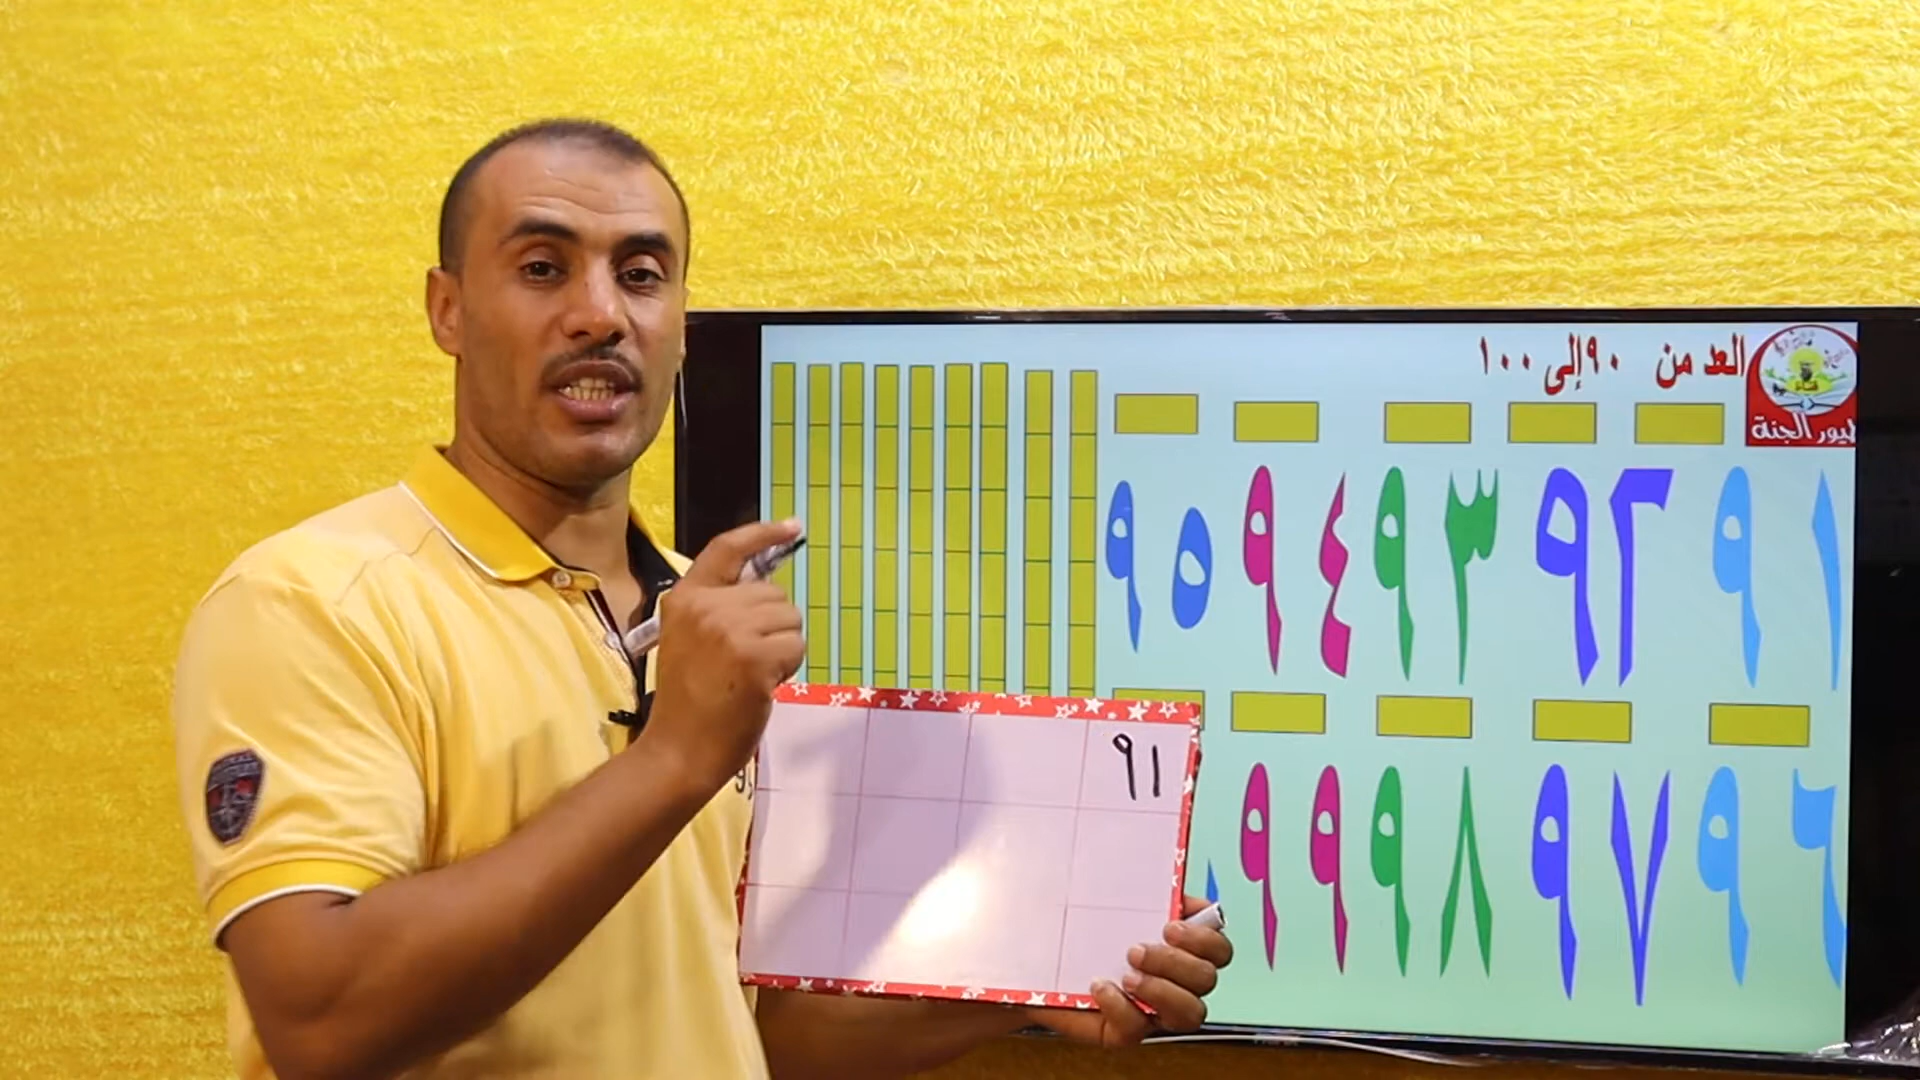 العد من ٩٠ إلى ١٠٠
طيور الجنة
٩١ ٩٢ ٩٣ ٩٤ ٩٥
٩٦ ٩٧ ٩٨ ٩٩
٩١